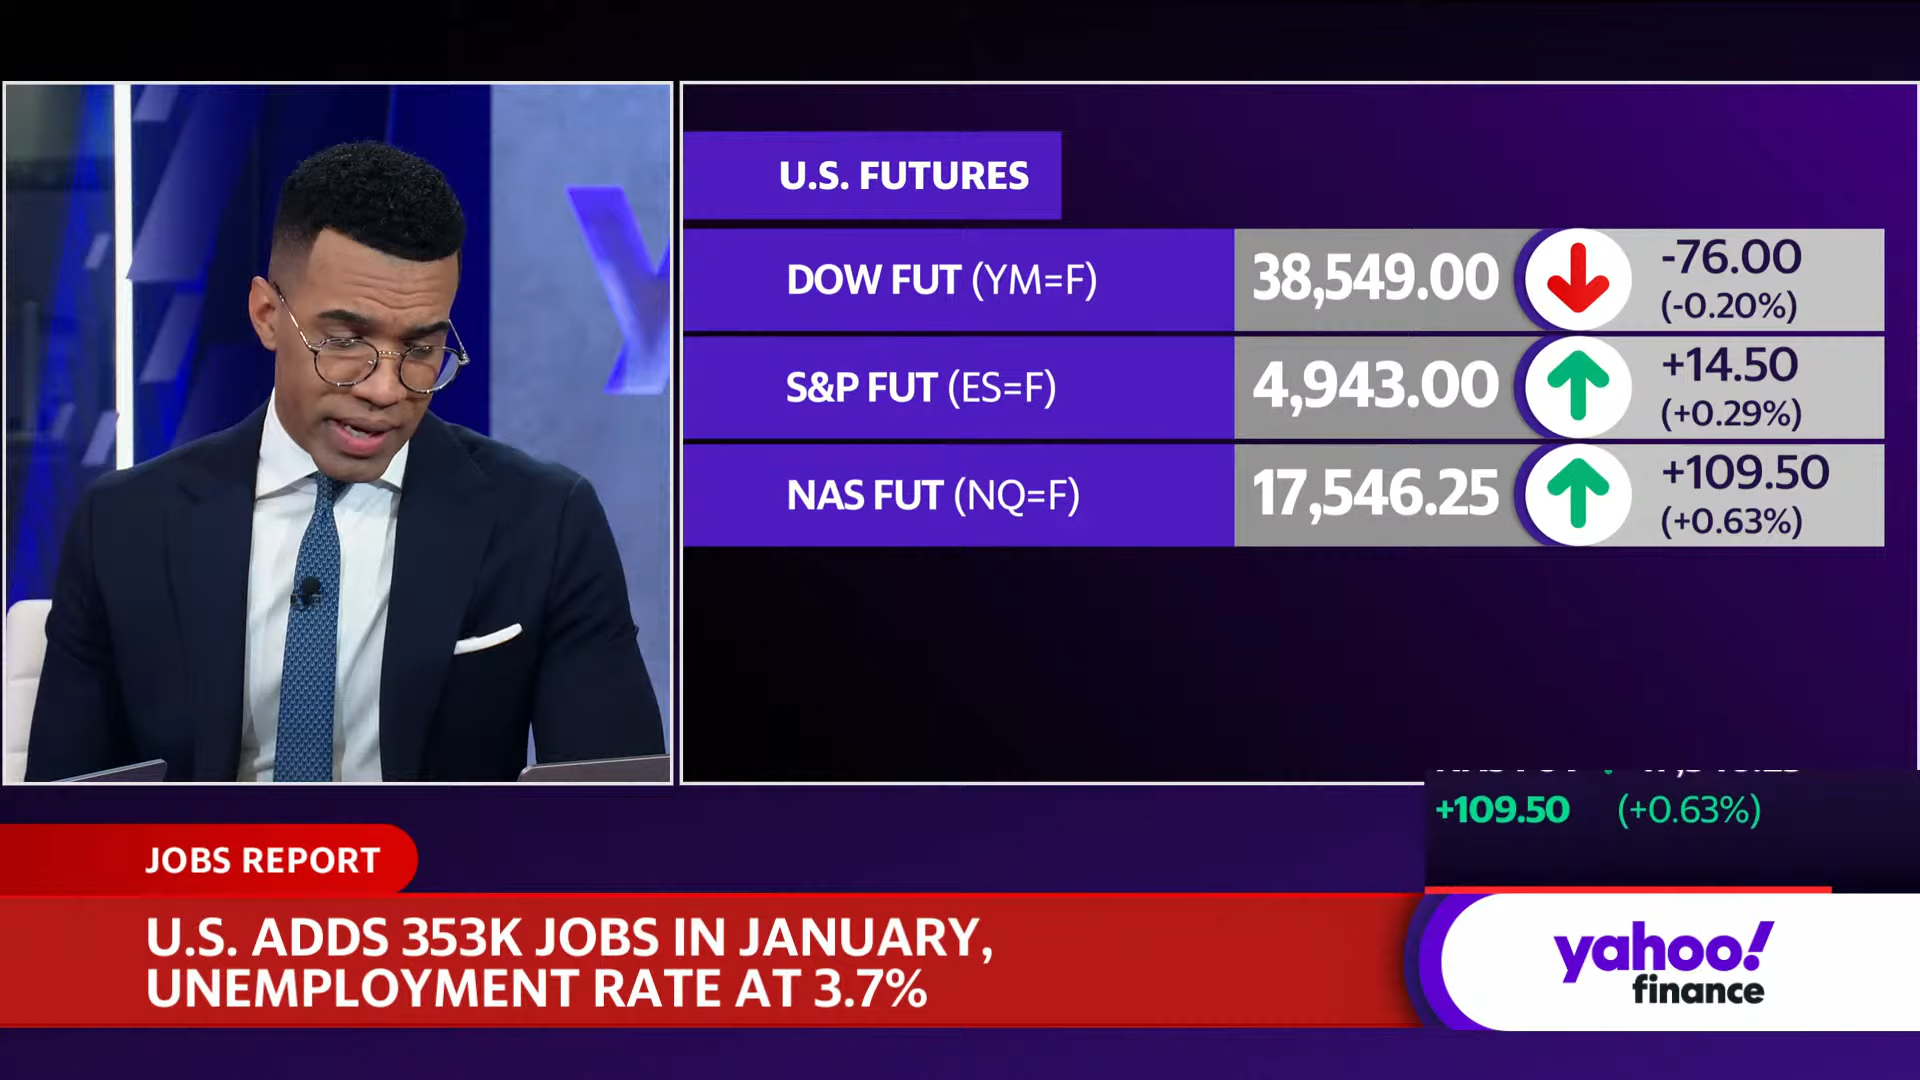 U.S. FUTURES
DOW FUT (YM=F) 38,549.00 -76.00
(-0.20%)
S&P FUT (ES=F) 4,943.00 +14.50
(+0.29%)
NAS FUT (NQ=F) 17,546.25 +109.50
(+0.63%)
+109.50 (+0.63%)
JOBS REPORT
U.S. ADDS 353K JOBS IN JANUARY,
UNEMPLOYMENT RATE AT 3.7%
yahoo!
finance